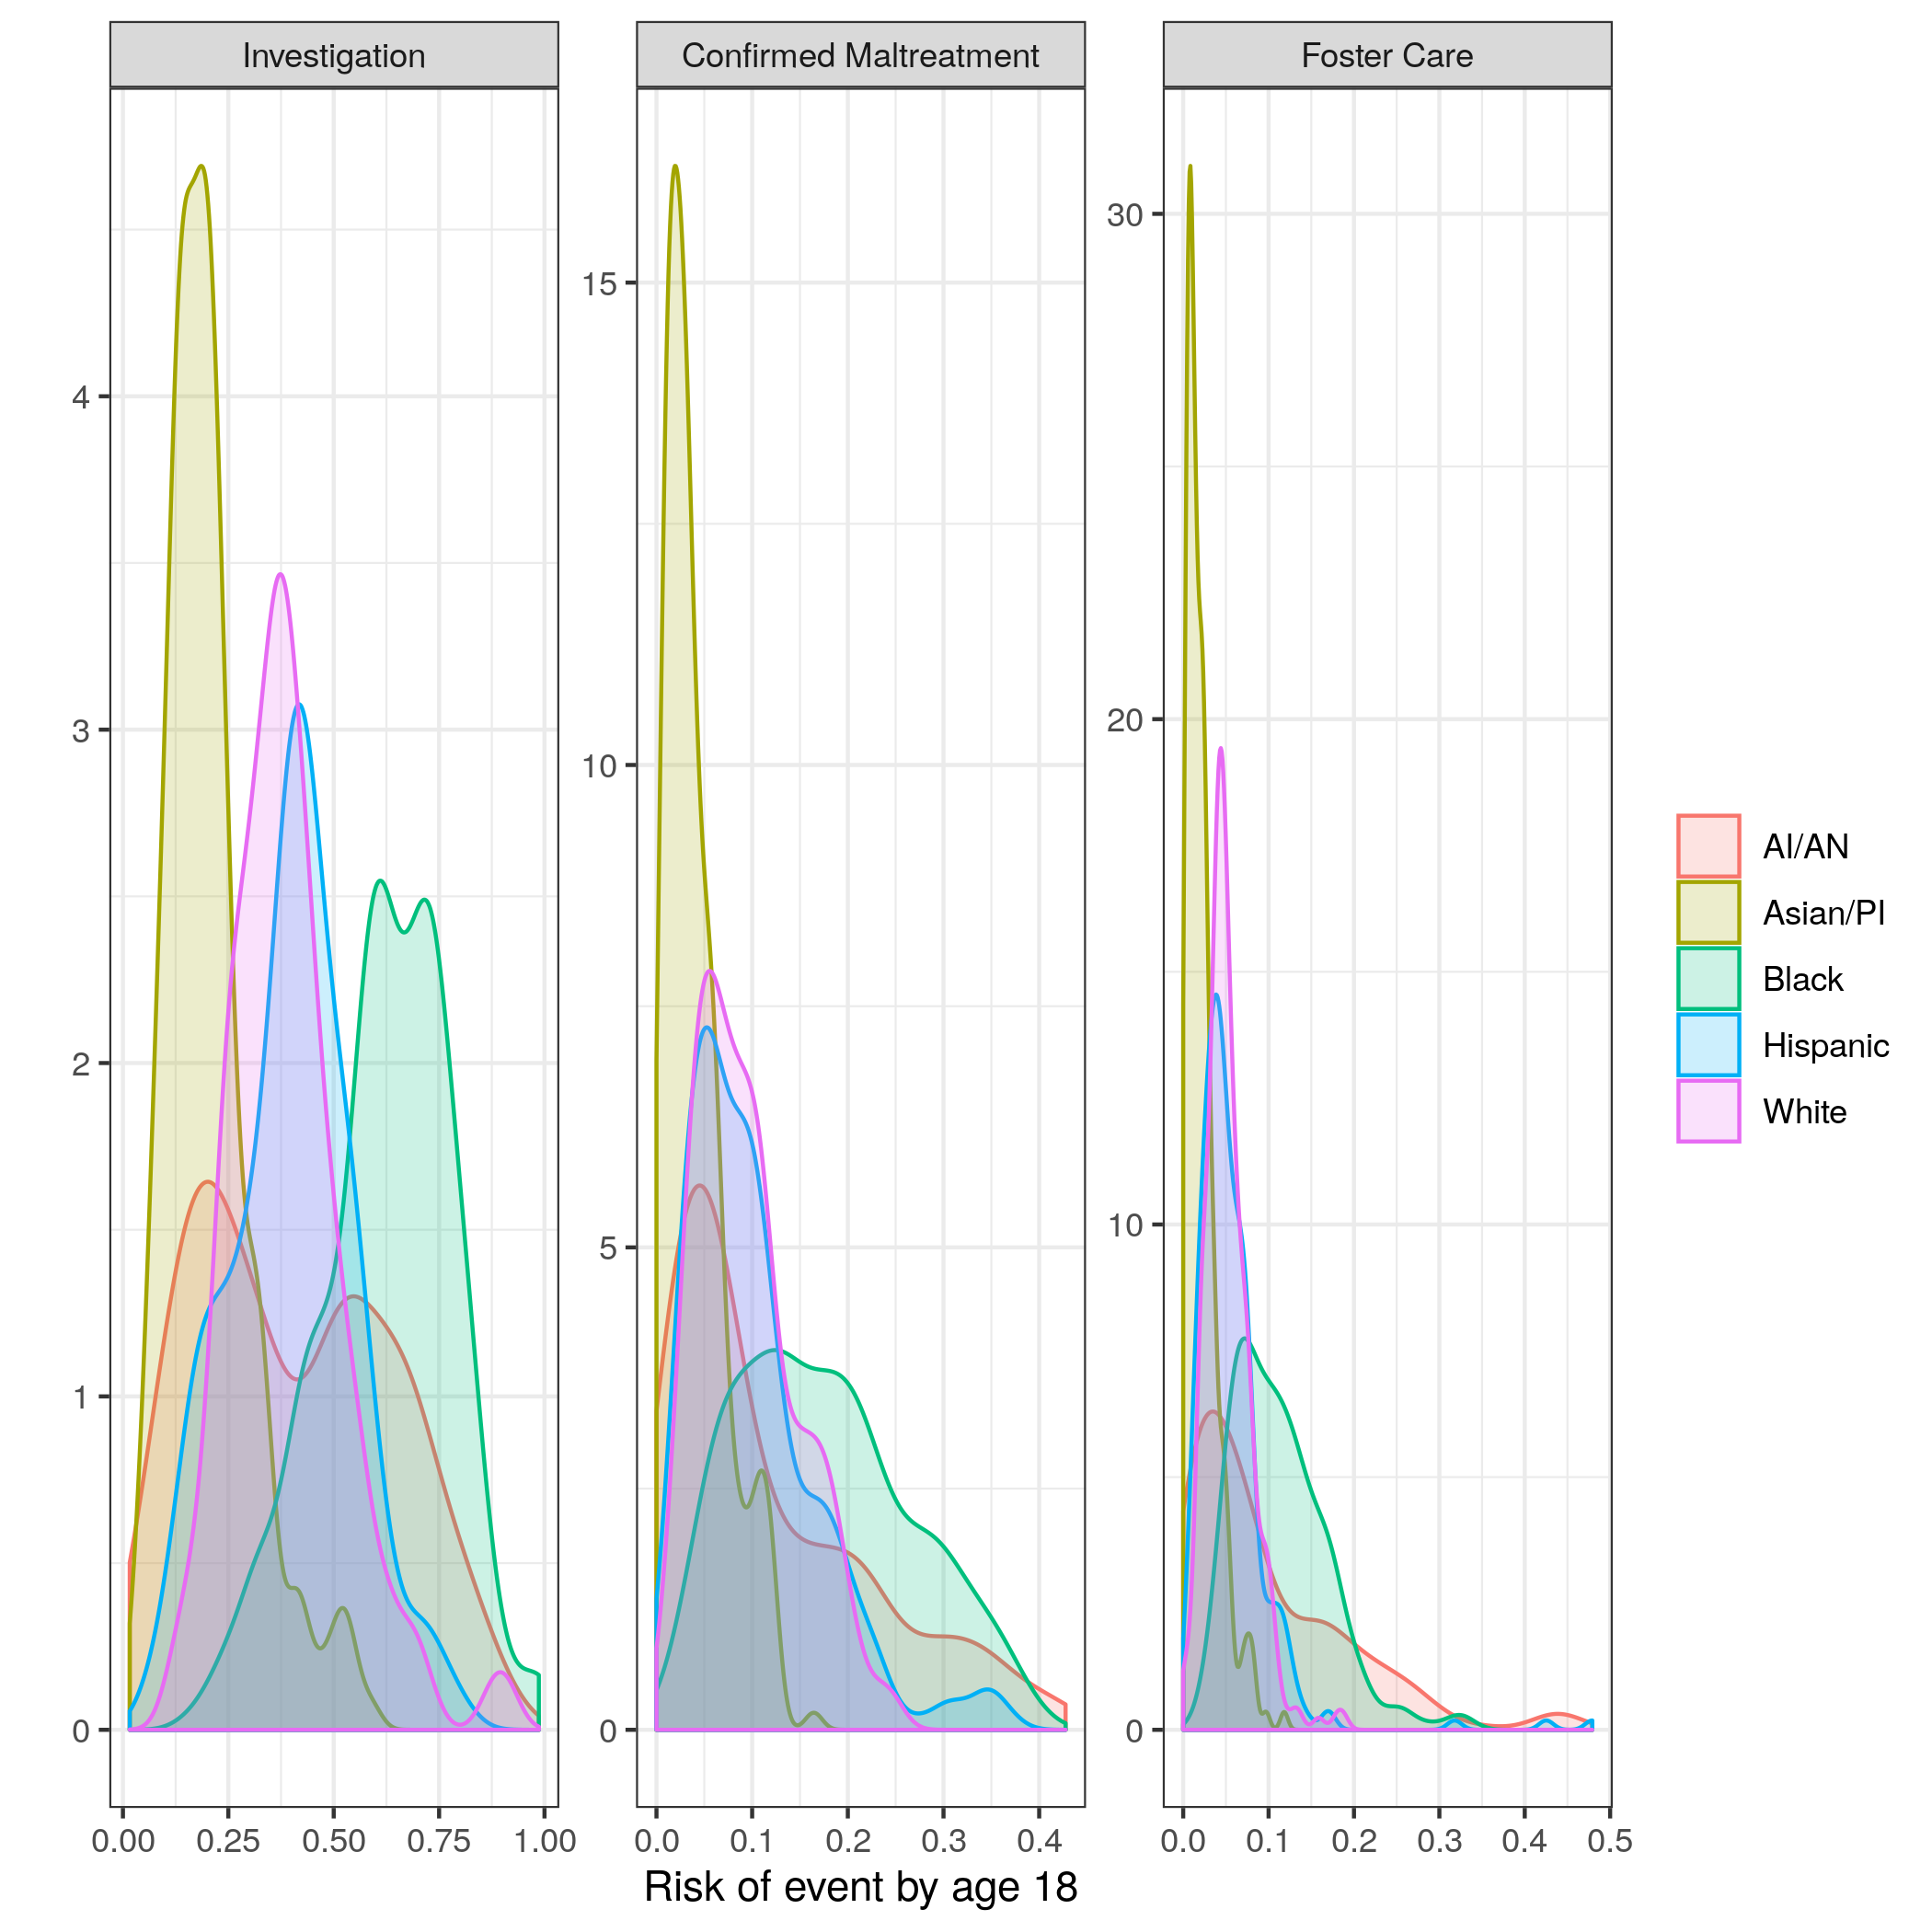 Investigation
Confirmed Maltreatment
Foster Care
4
3
2
1
0
0.00 0.25 0.50 0.75 1.00
15
10
5
0
0.0 0.1 0.2 0.3 0.4
30
20
10
0
0.0 0.1 0.2 0.3 0.4 0.5
Risk of event by age 18
AI/AN
Asian/PI
Black
Hispanic
White